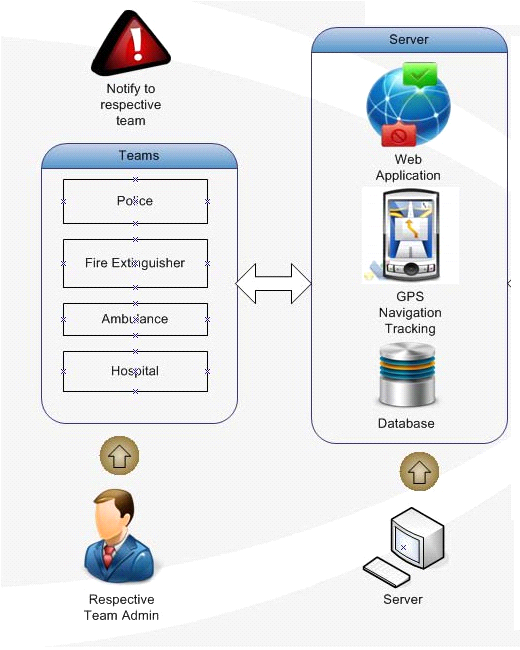 Notify to
respective
team
Teams
Police
Fire Extinguisher
Ambulance
Hospital
Respective
Team Admin
Server
Web
Application
GPS
Navigation
Tracking
Database
Server